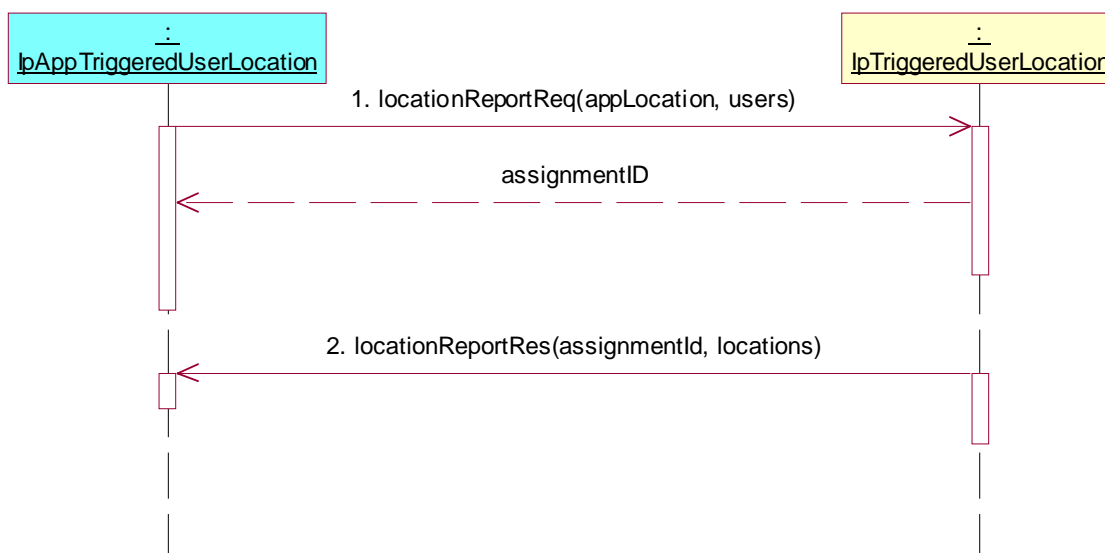 :
IpAppTriggeredUserLocation
:
IpTriggeredUserLocation
1. locationReportReq(appLocation, users)
assignmentID
2. locationReportRes(assignmentId, locations)